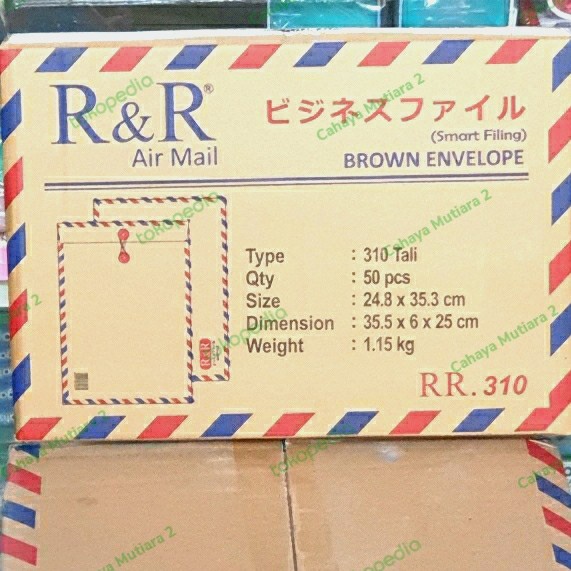 R&R®
Air Mail
ビジネスファイル
(Smart Filing)
BROWN ENVELOPE
Type : 310 Tali
Qty : 50 pcs
Size : 24.8 x 35.3 cm
Dimension : 35.5 x 6 x 25 cm
Weight : 1.15 kg
R&R
RR. 310
tokopedia
Cahaya Mutiara 2